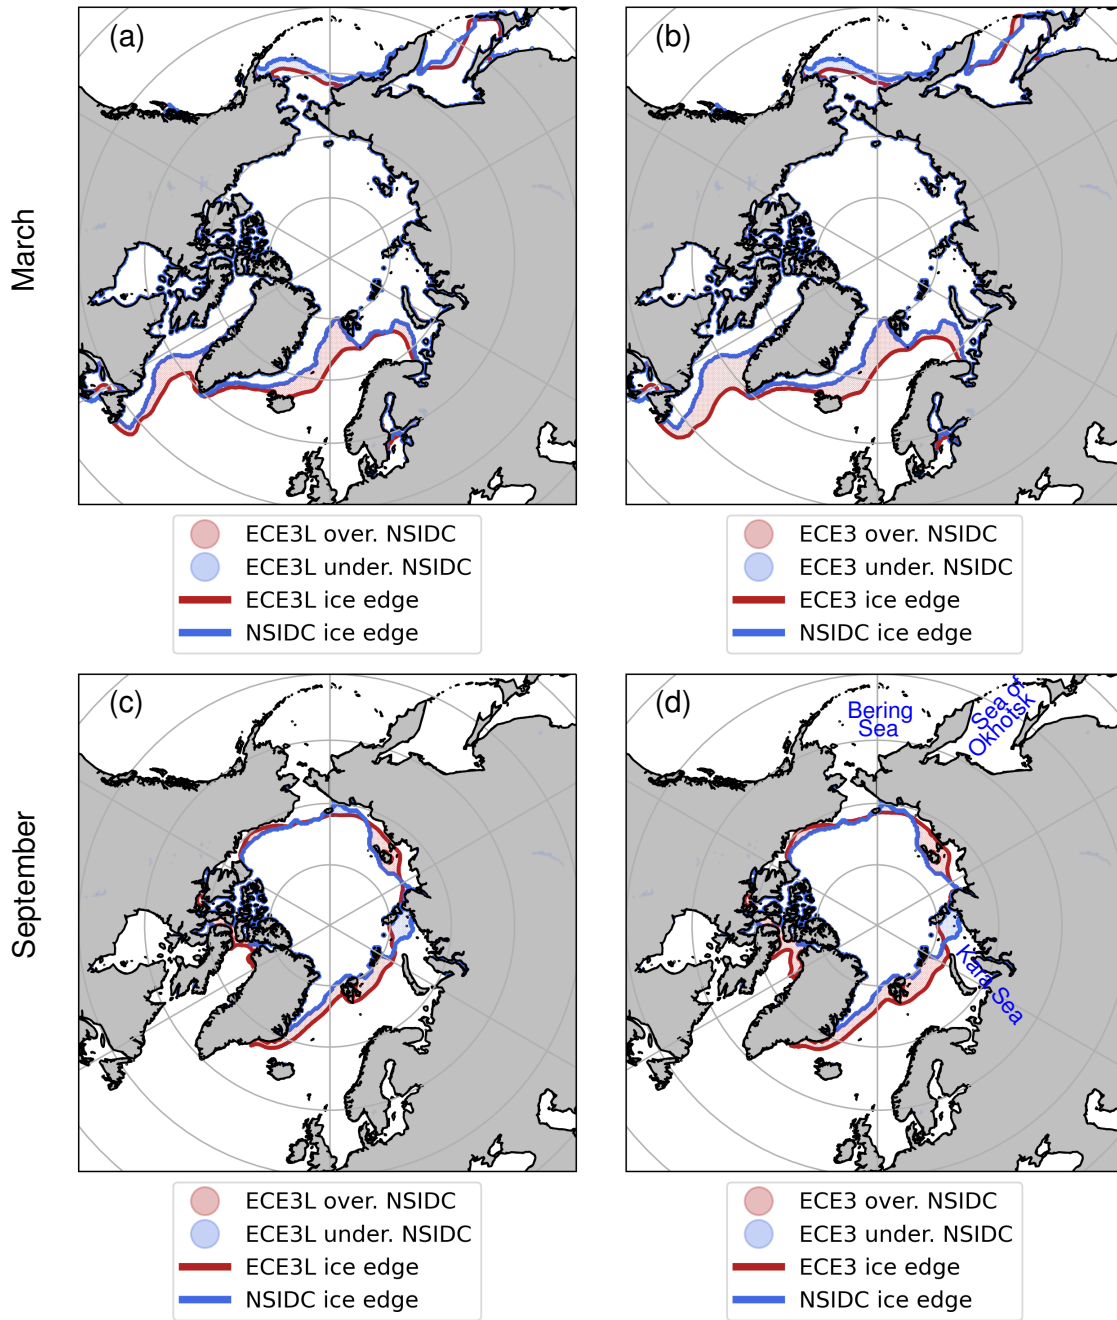 (a)
(b)
March
ECE3L over. NSIDC
ECE3L under. NSIDC
ECE3L ice edge
NSIDC ice edge
ECE3 over. NSIDC
ECE3 under. NSIDC
ECE3 ice edge
NSIDC ice edge
(c)
(d)
Bering
Sea
Sea of
Okhotsk
Kara Sea
September
ECE3L over. NSIDC
ECE3L under. NSIDC
ECE3L ice edge
NSIDC ice edge
ECE3 over. NSIDC
ECE3 under. NSIDC
ECE3 ice edge
NSIDC ice edge